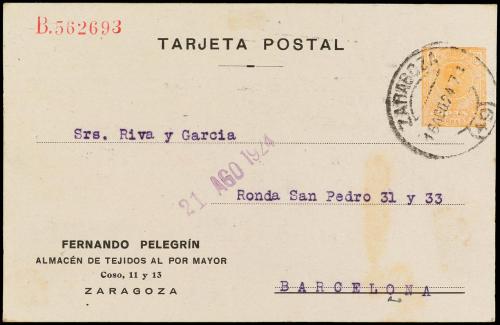 B.562693
TARJETA POSTAL
ZARAGOZA
Srs. Riva y Garcia
21 AGO 1924
Ronda San Pedro 31 y 33
FERNANDO PELEGRÍN
ALMACÉN DE TEJIDOS AL POR MAYOR
Coso, 11 y 13
ZARAGOZA
BARCELONA